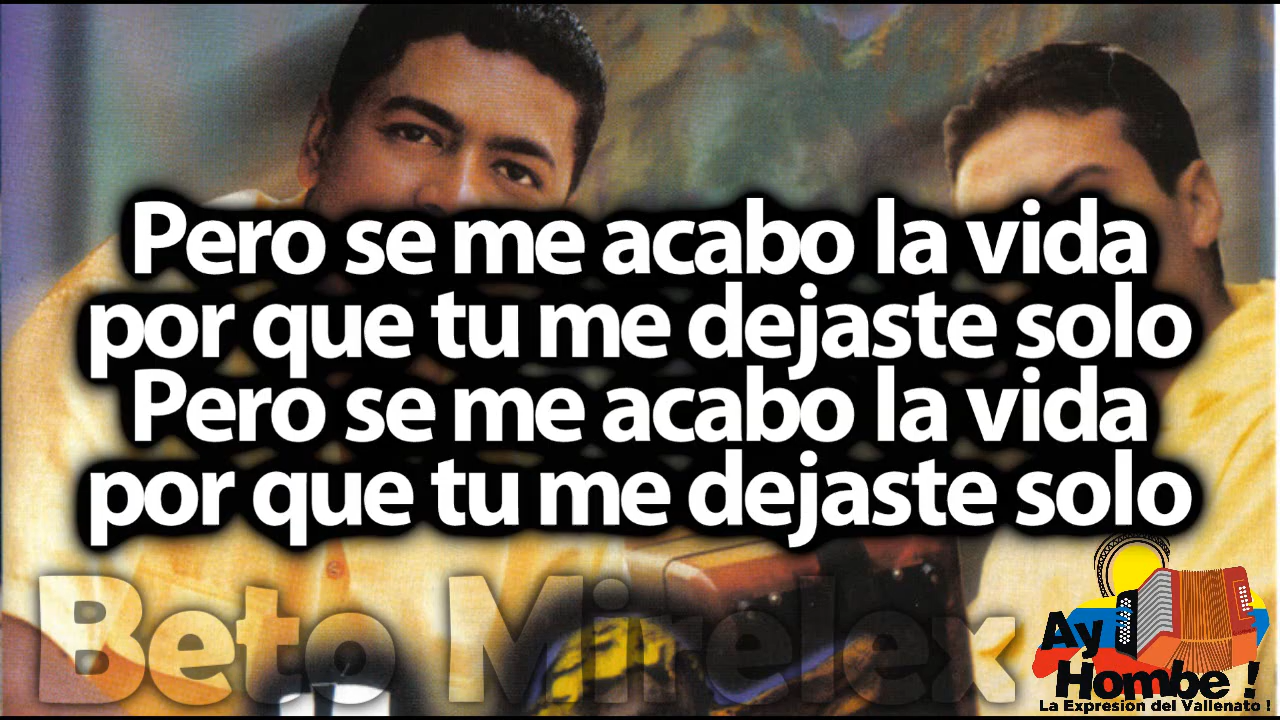 Pero se me acabo la vida
por que tu me dejaste solo
Pero se me acabo la vida
por que tu me dejaste solo
Beto Mirelex
Ay
Hombe !
La Expresion del Vallenato !